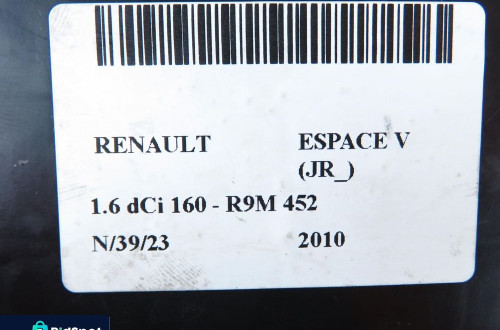 RENAULT ESPACE V
(JR_)
1.6 dCi 160 - R9M 452
N/39/23 2010